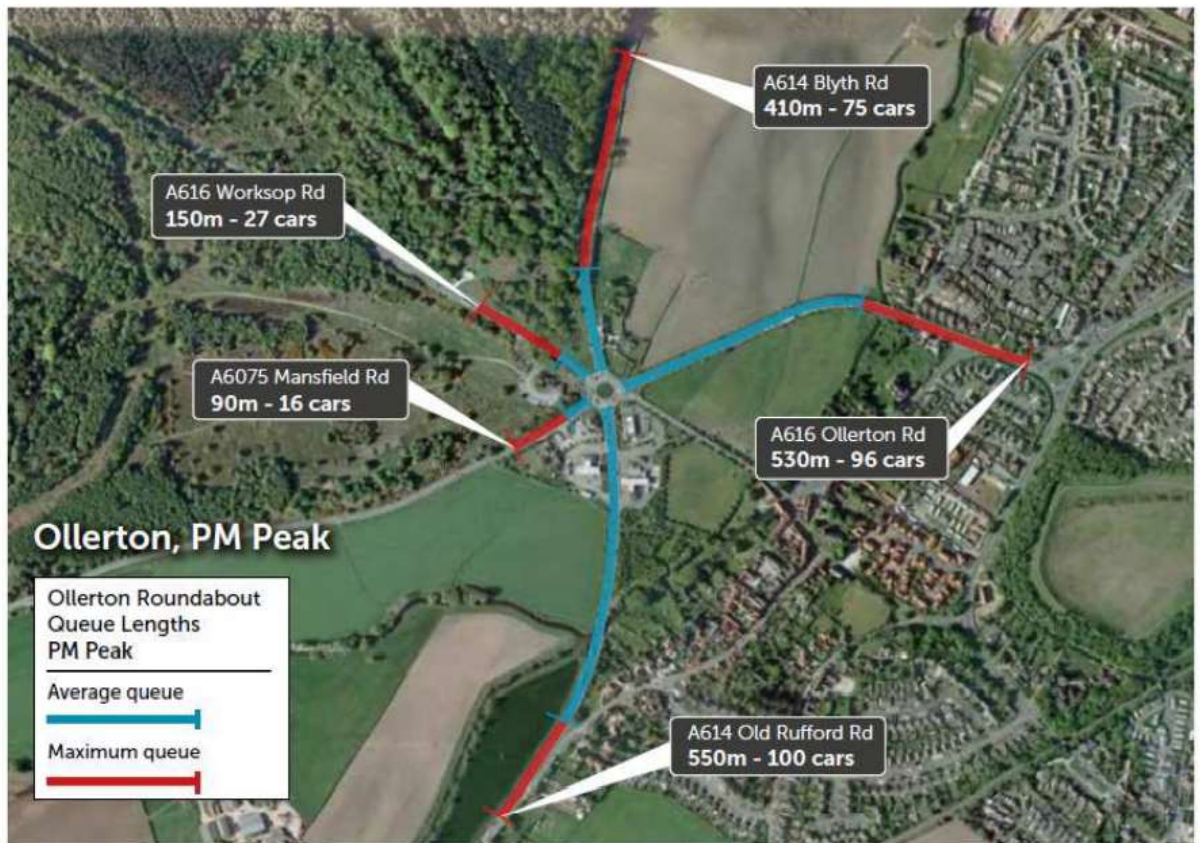 A614 Blyth Rd
410m - 75 cars
A616 Worksop Rd
150m - 27 cars
A6075 Mansfield Rd
90m - 16 cars
A616 Ollerton Rd
530m - 96 cars
Ollerton, PM Peak
Ollerton Roundabout
Queue Lengths
PM Peak
Average queue
Maximum queue
A614 Old Rufford Rd
550m - 100 cars